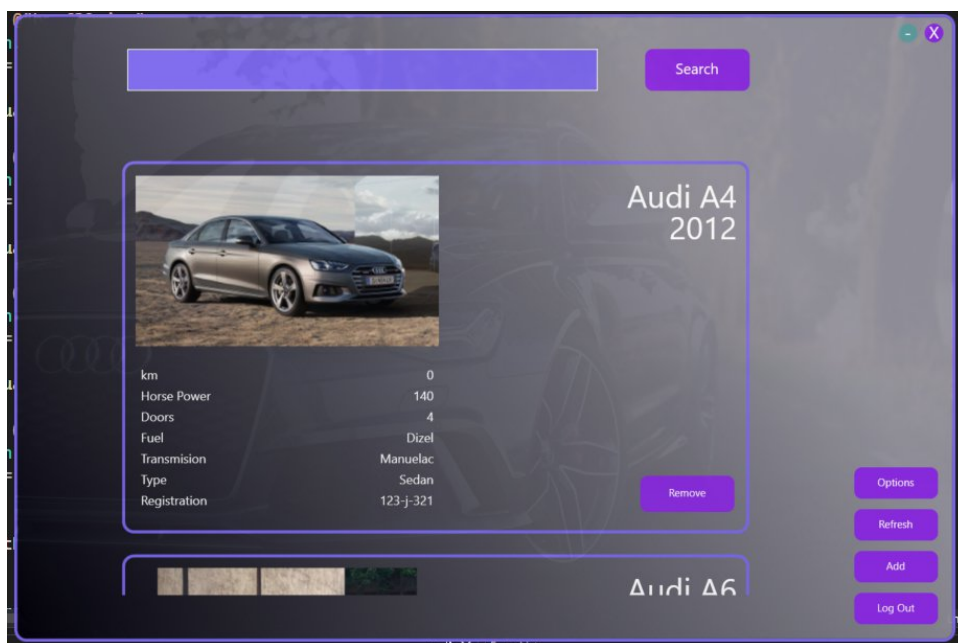 -
X
Search
Audi A4
2012
km 0
Horse Power 140
Doors 4
Fuel Dizel
Transmision Manuelac
Type Sedan
Registration 123-j-321
Remove
Options
Refresh
Add
Log Out
Audi A6